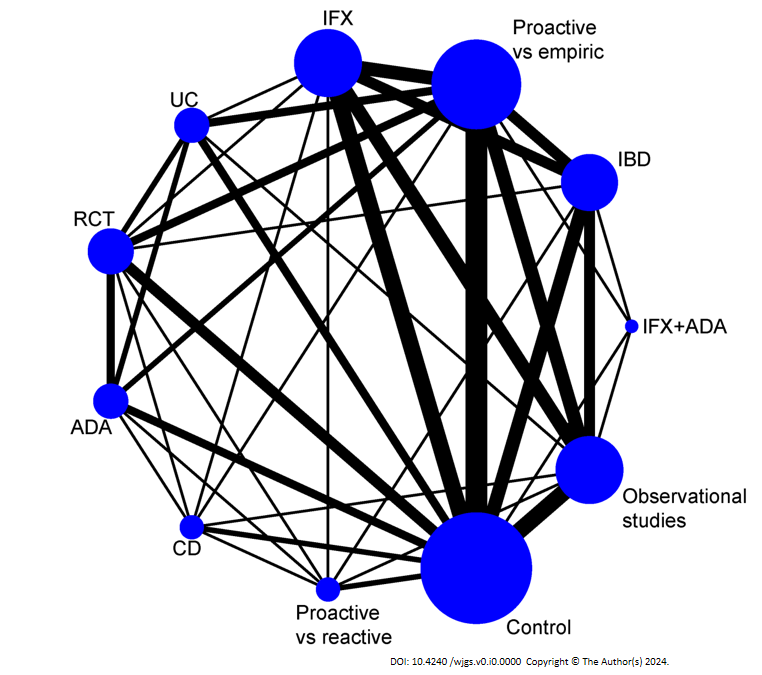 IFX
Proactive
vs empiric
UC
IBD
RCT
IFX+ADA
ADA
Observational
studies
CD
Proactive
vs reactive
Control
DOI: 10.4240 /wjgs.v0.i0.0000 Copyright © The Author(s) 2024.